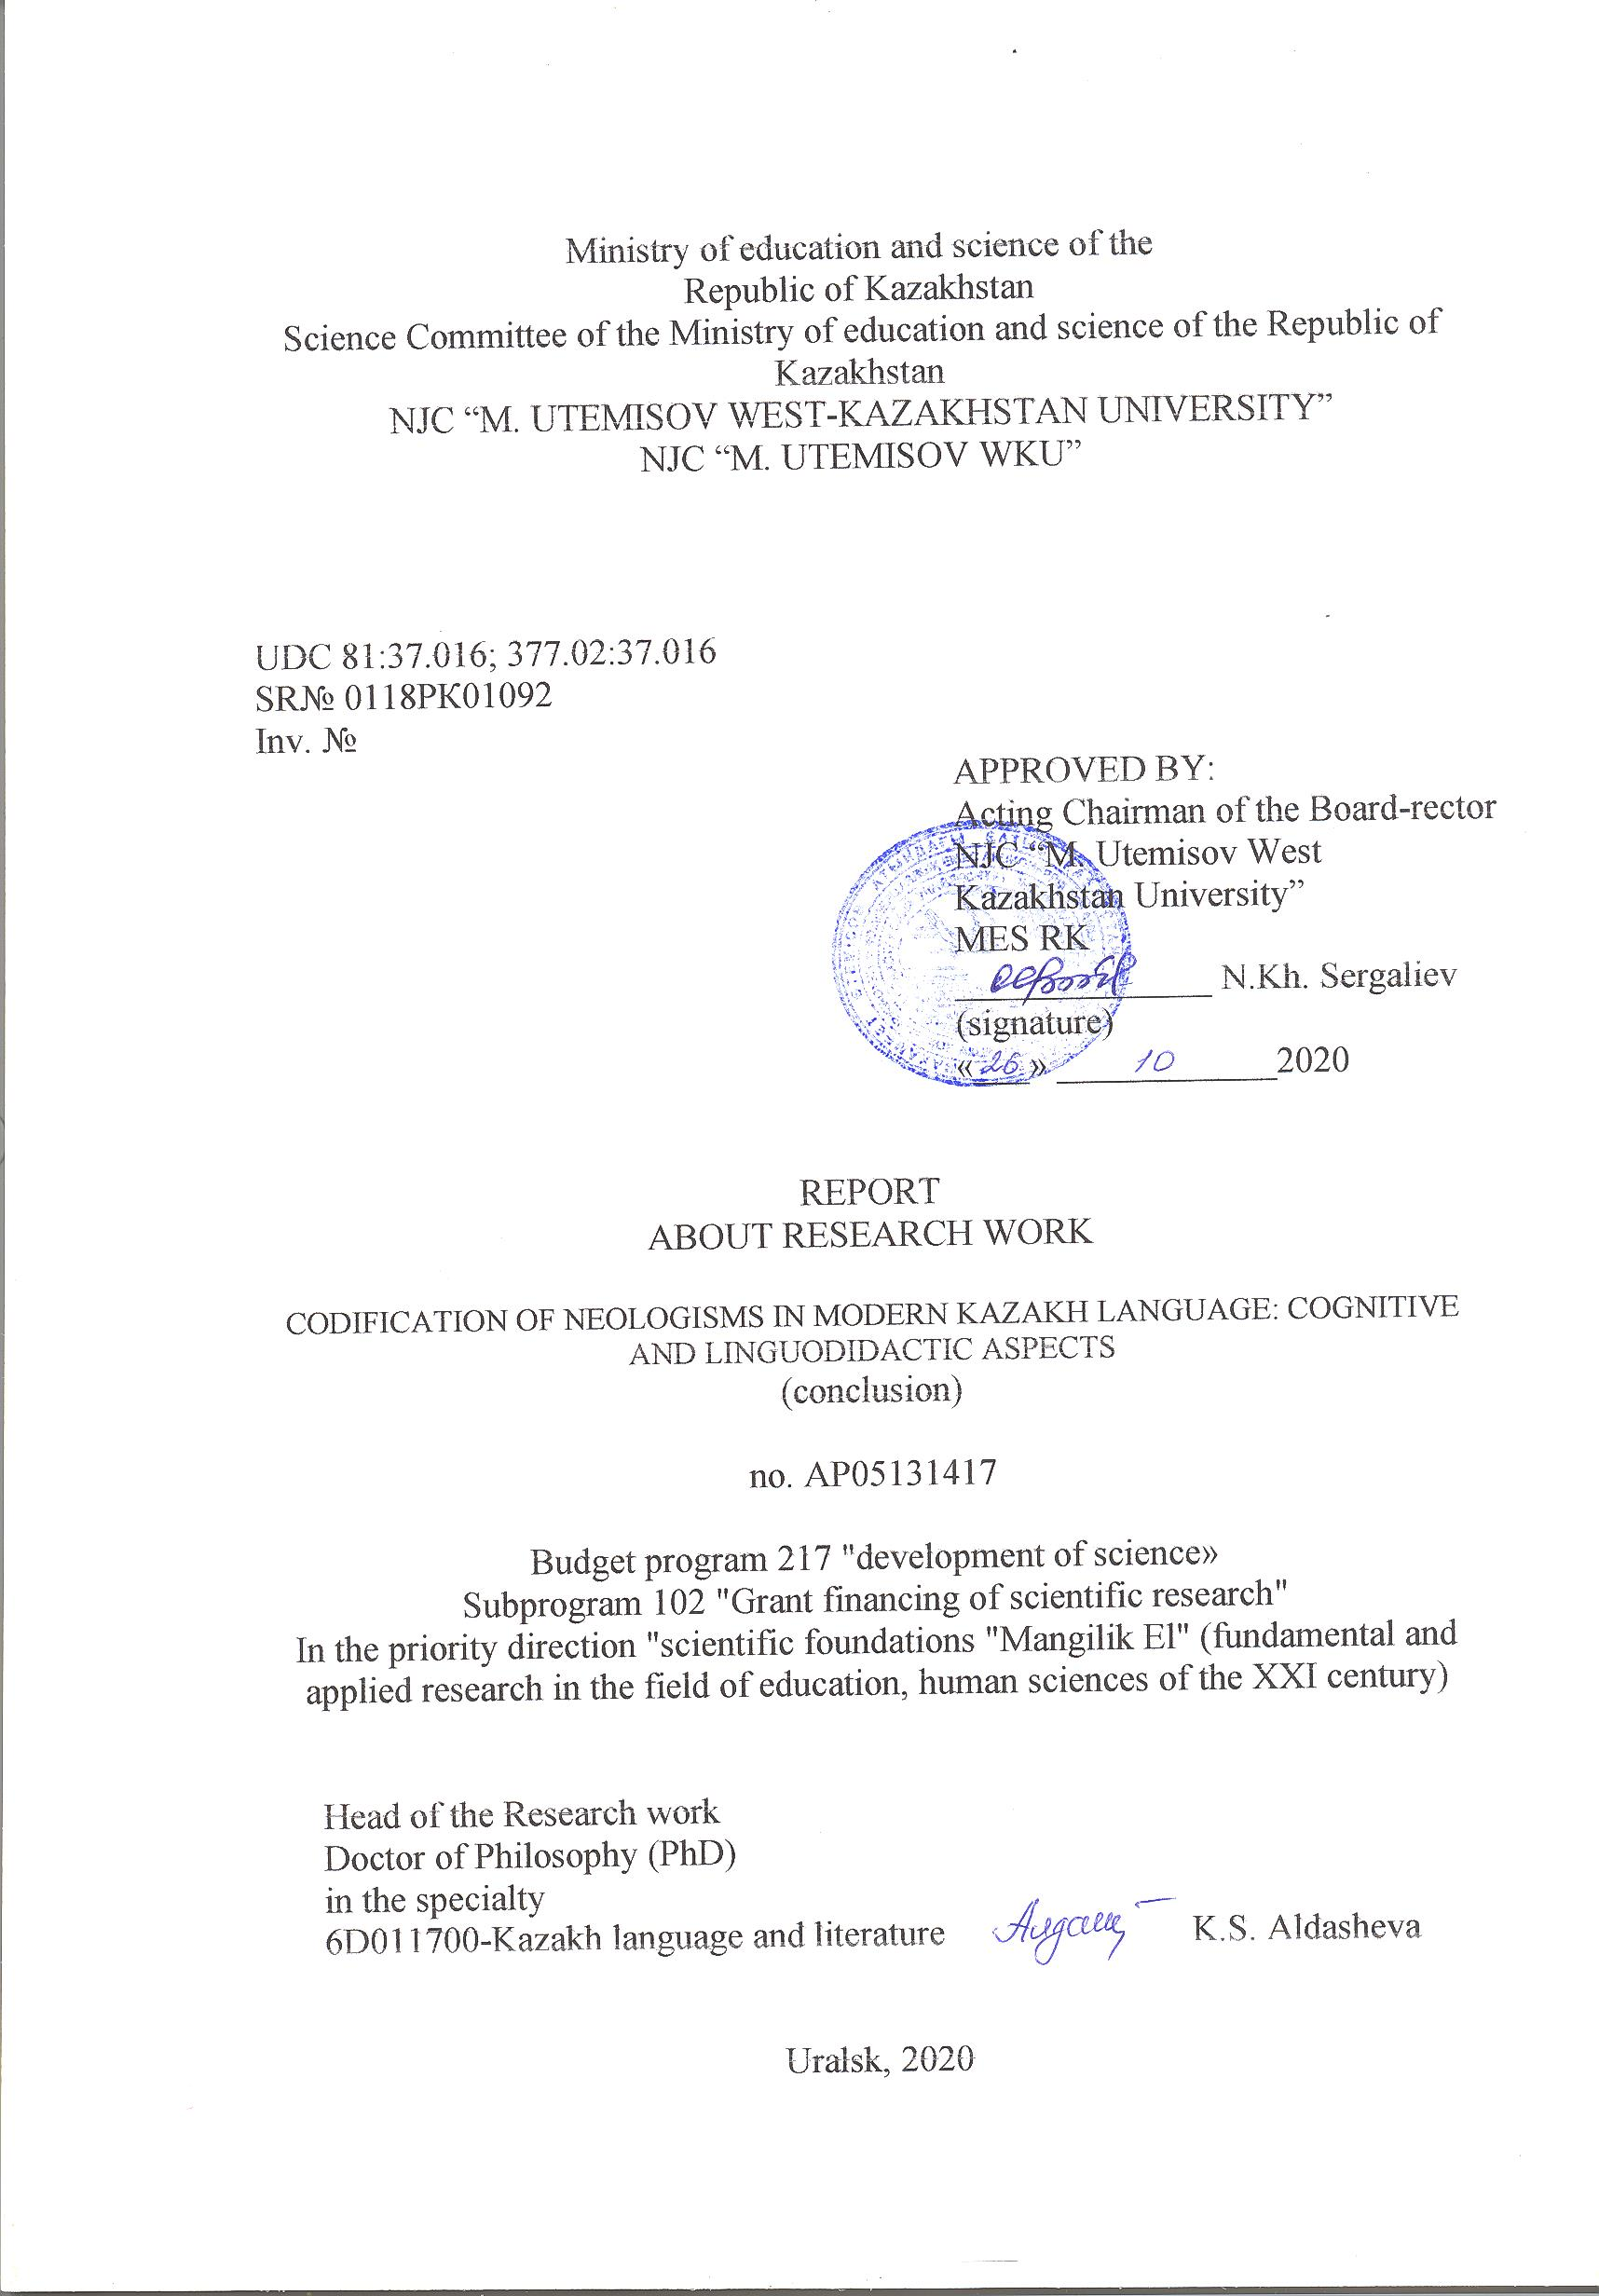 Ministry of education and science of the
Republic of Kazakhstan
Science Committee of the Ministry of education and science of the Republic of
Kazakhstan
NJC “M. UTEMISOV WEST-KAZAKHSTAN UNIVERSITY”
NJC “M. UTEMISOV WKU”
UDC 81:37.016; 377.02:37.016
SR№ 0118РК01092
Inv. №
APPROVED BY:
Acting Chairman of the Board-rector
NJC “M. Utemisov West
Kazakhstan University”
MES RK
____________ N.Kh. Sergaliev
(signature)
«26» 10 2020
REPORT
ABOUT RESEARCH WORK
CODIFICATION OF NEOLOGISMS IN MODERN KAZAKH LANGUAGE: COGNITIVE
AND LINGUODIDACTIC ASPECTS
(conclusion)
no. AP05131417
Budget program 217 "development of science»
Subprogram 102 "Grant financing of scientific research"
In the priority direction "scientific foundations "Mangilik El" (fundamental and
applied research in the field of education, human sciences of the XXI century)
Head of the Research work
Doctor of Philosophy (PhD)
in the specialty
6D011700-Kazakh language and literature K.S. Aldasheva
Uralsk, 2020